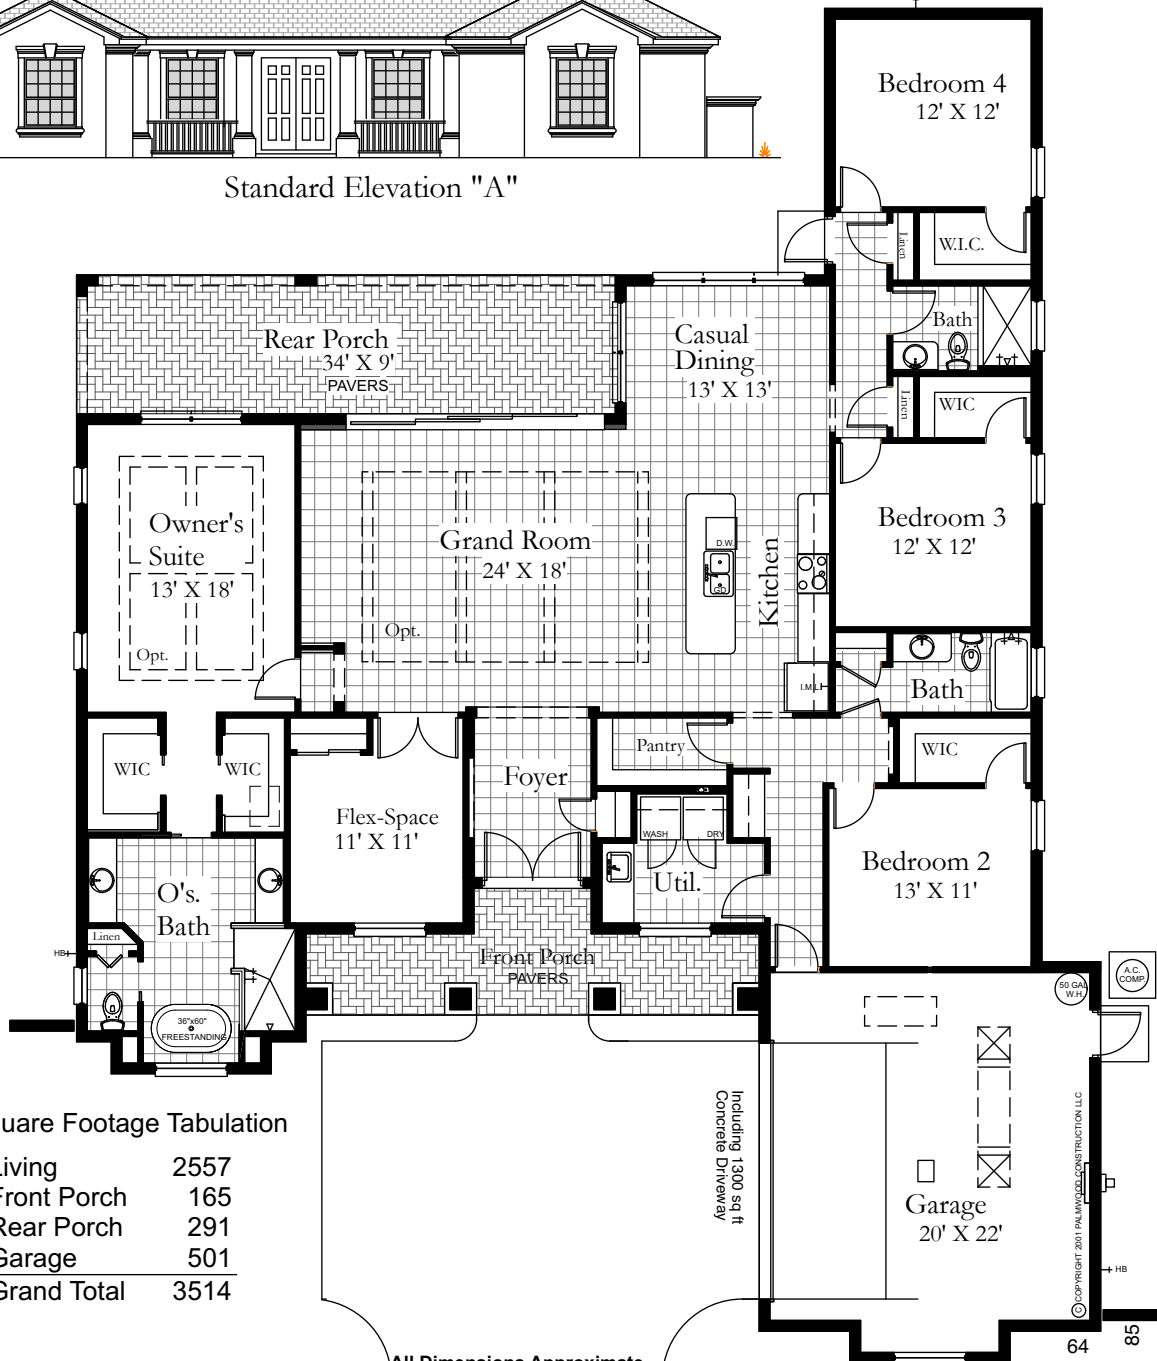 Standard Elevation "A"
Bedroom 4
12' X 12'
Linen
W.I.C.
Bath
Rear Porch
34' X 9'
PAVERS
Casual
Dining
13' X 13'
Linen
WIC
Owner's
Suite
13' X 18'
Opt.
Grand Room
24' X 18'
Opt.
D.W.
GD
Kitchen
I.M.L.
Bedroom 3
12' X 12'
Bath
WIC
WIC
WIC
Pantry
Foyer
Flex-Space
11' X 11'
WASH
DRY
Util.
Bedroom 2
13' X 11'
O's.
Bath
Linen
HB
36"x60"
FREESTANDING
Front Porch
PAVERS
50 GAL
W.H.
A.C.
COMP.
Including 1300 sq ft
Concrete Driveway
Garage
20' X 22'
© COPYRIGHT 2001 PALMWOOD CONSTRUCTION LLC
HB
64
85
uare Footage Tabulation
Living 2557
Front Porch 165
Rear Porch 291
Garage 501
Grand Total 3514
All Dimensions Approximate